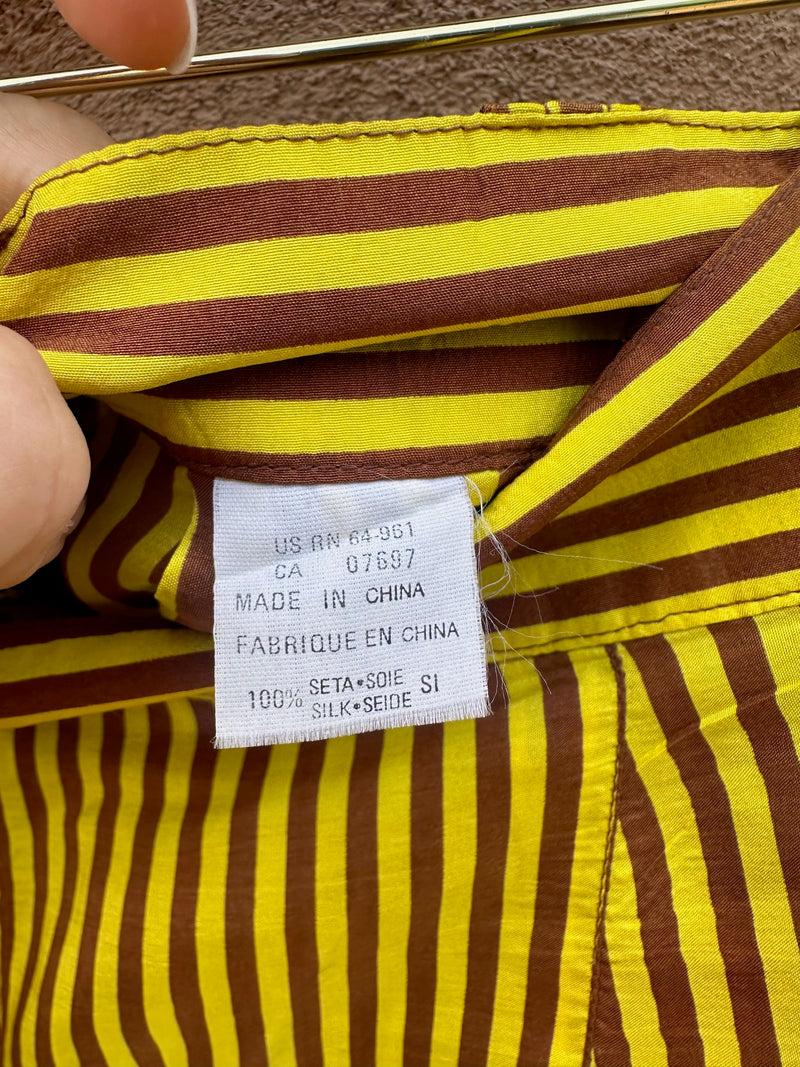 US RN 64-961
CA 07687
MADE IN CHINA
FABRIQUE EN CHINA
100% SETA•SOIE SI
SILK•SEIDE